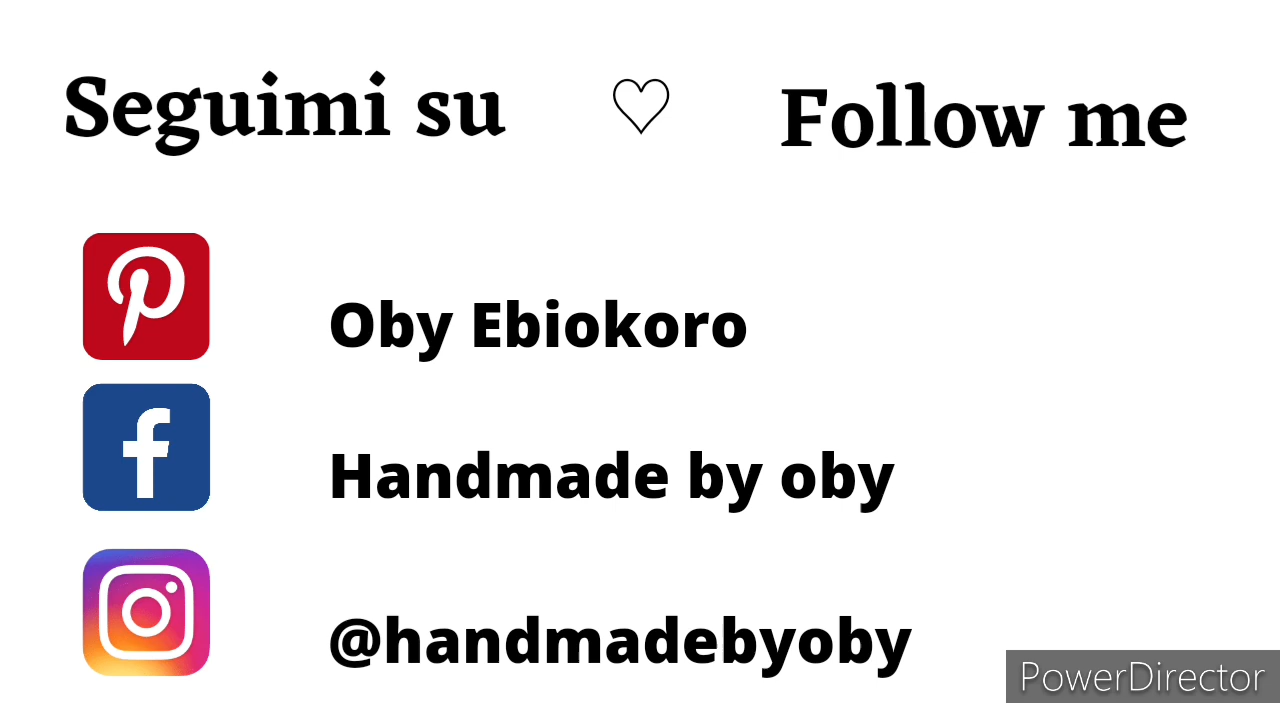 Seguimi su ♡ Follow me
Oby Ebiokoro
Handmade by oby
@handmadebyoby
PowerDirector